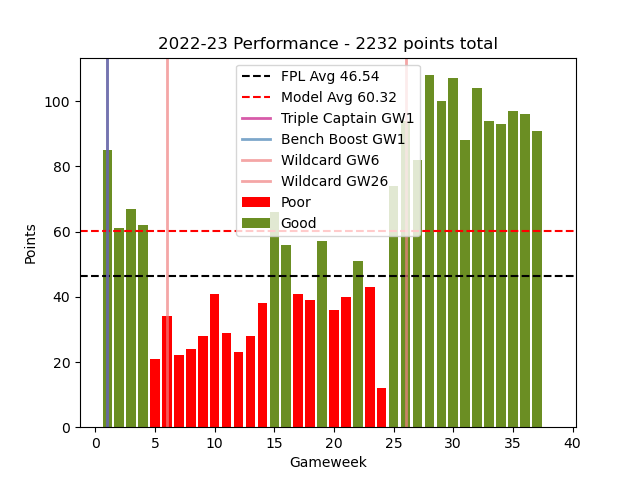 2022-23 Performance - 2232 points total
FPL Avg 46.54
Model Avg 60.32
Triple Captain GW1
Bench Boost GW1
Wildcard GW6
Wildcard GW26
Poor
Good
Points
100
80
60
40
20
0
0 5 10 15 20 25 30 35 40
Gameweek